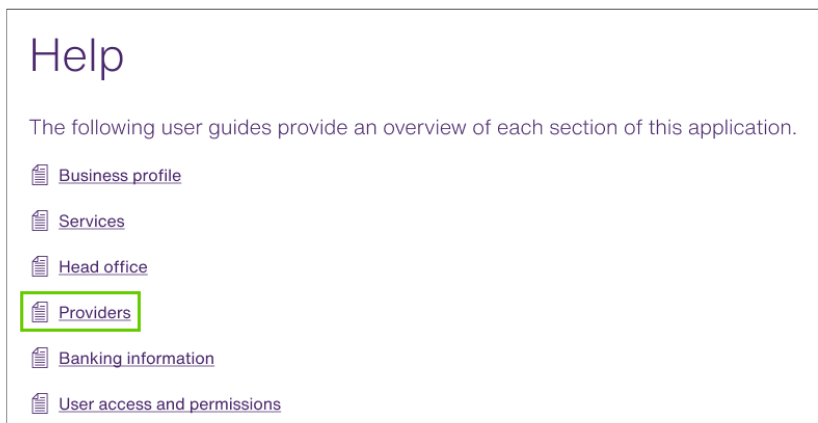 Help
The following user guides provide an overview of each section of this application.
Business profile
Services
Head office
Providers
Banking information
User access and permissions